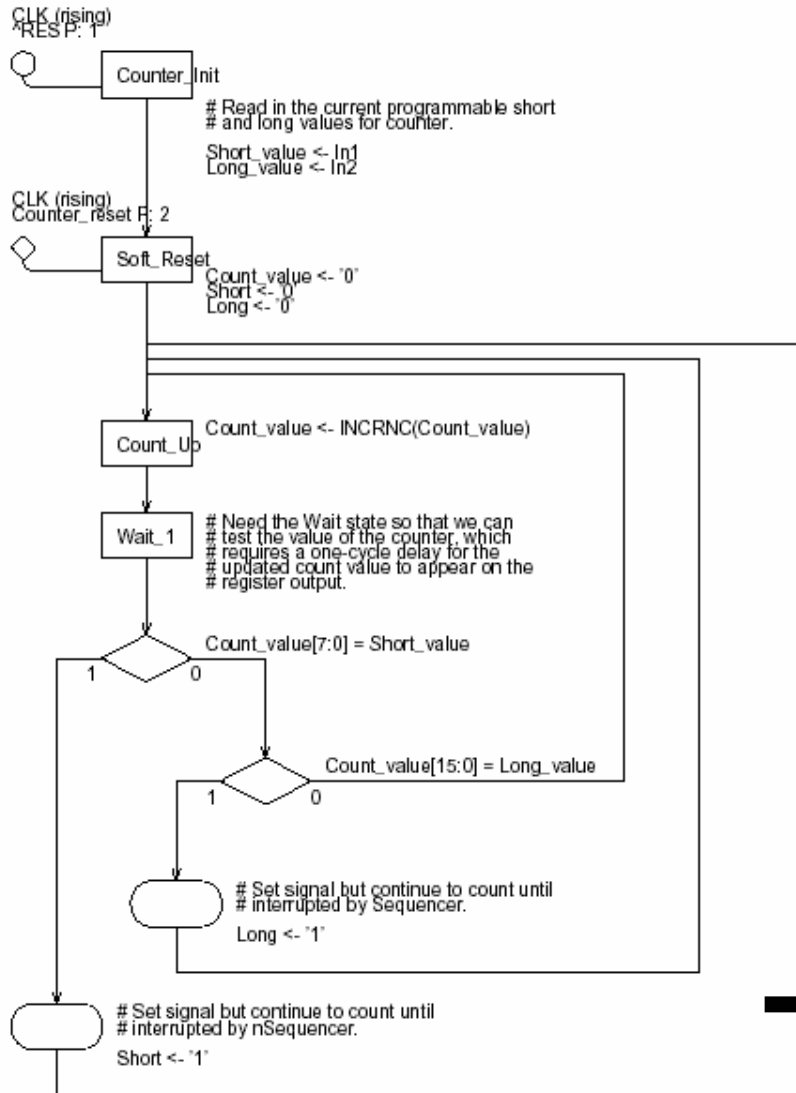 CLK (rising)
^RES P: 1
Counter_Init
# Read in the current programmable short
# and long values for counter.
Short_value <- In1
Long_value <- In2
CLK (rising)
Counter_reset P: 2
Soft_Reset
Count_value <- '0'
Short <- '0'
Long <- '0'
Count_Up
Count_value <- INCRNC(Count_value)
Wait_1
# Need the Wait state so that we can
# test the value of the counter, which
# requires a one-cycle delay for the
# updated count value to appear on the
# register output.
Count_value[7:0] = Short_value
1
0
Count_value[15:0] = Long_value
1
0
# Set signal but continue to count until
# interrupted by Sequencer.
Long <- '1'
# Set signal but continue to count until
# interrupted by nSequencer.
Short <- '1'